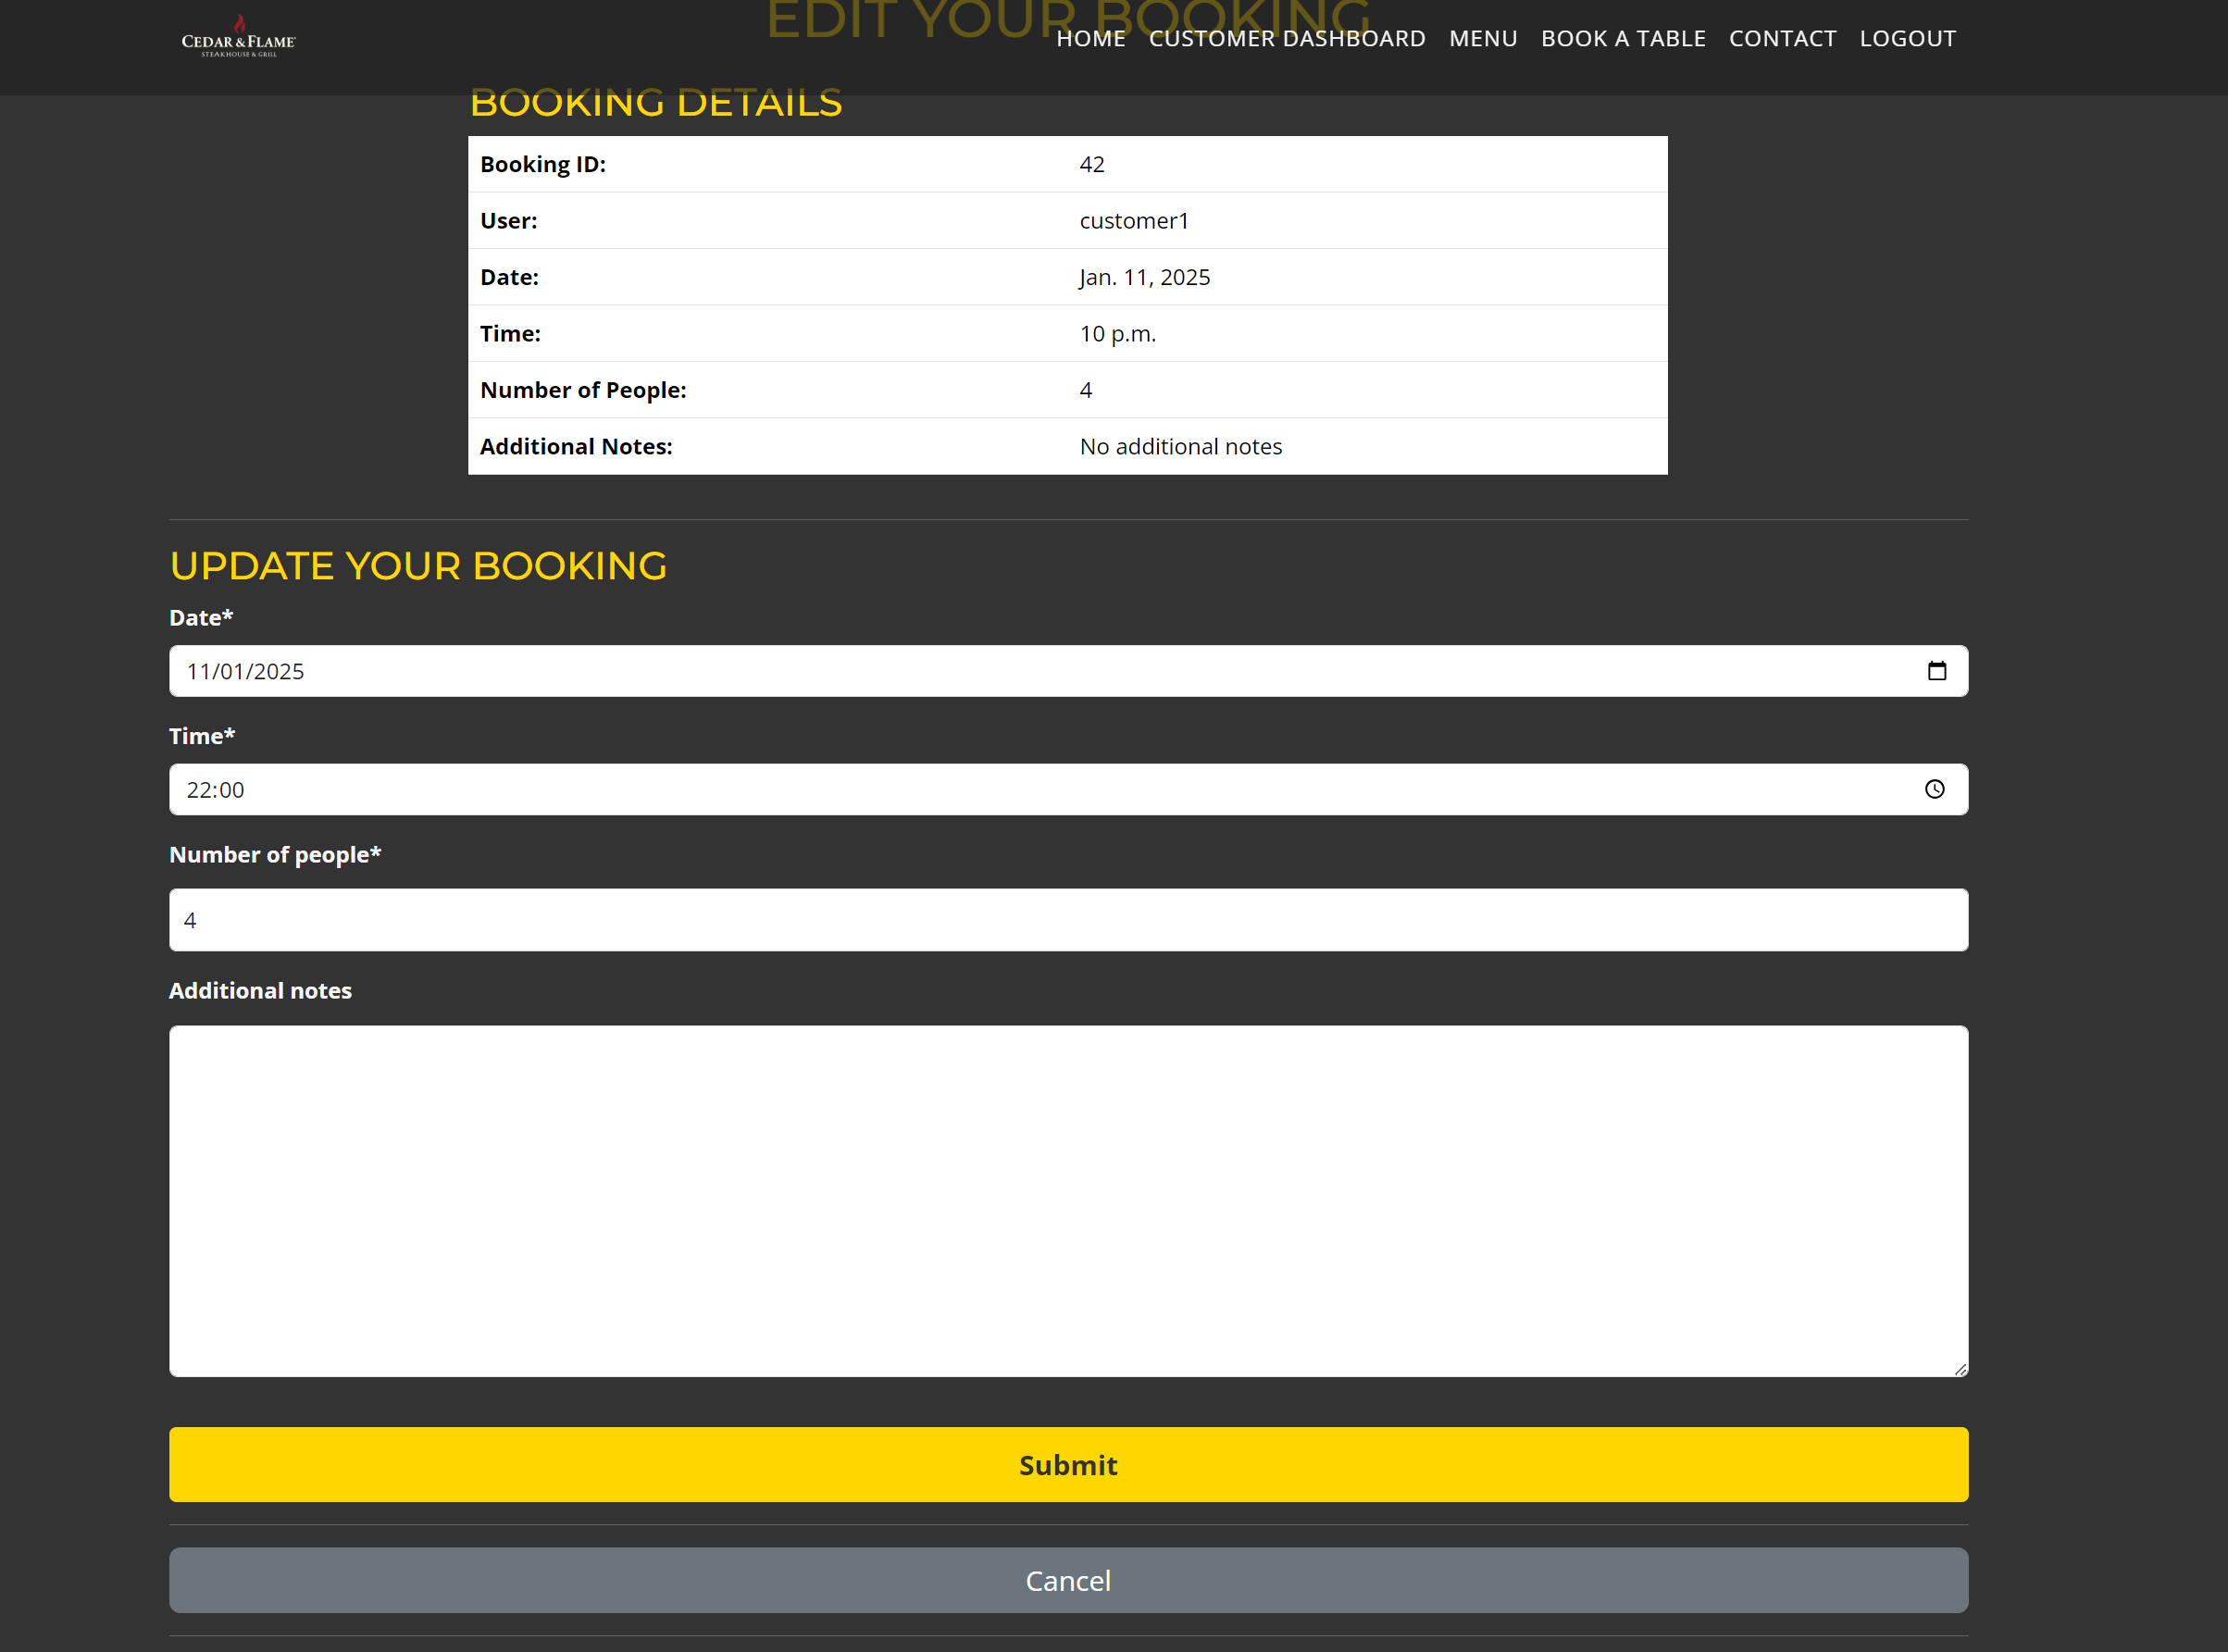 EDIT YOUR BOOKING
CEDAR & FLAME
STEAKHOUSE & GRILL
HOME CUSTOMER DASHBOARD MENU BOOK A TABLE CONTACT LOGOUT
BOOKING DETAILS
Booking ID: 42
User: customer1
Date: Jan. 11, 2025
Time: 10 p.m.
Number of People: 4
Additional Notes: No additional notes
UPDATE YOUR BOOKING
Date*
11/01/2025
Time*
22:00
Number of people*
4
Additional notes
Submit
Cancel